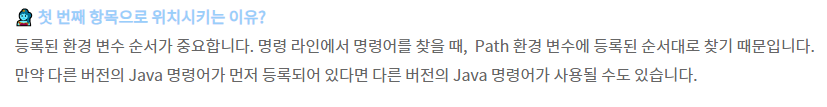 첫 번째 항목으로 위치시키는 이유?
등록된 환경 변수 순서가 중요합니다. 명령 라인에서 명령어를 찾을 때, Path 환경 변수에 등록된 순서대로 찾기 때문입니다.
만약 다른 버전의 Java 명령어가 먼저 등록되어 있다면 다른 버전의 Java 명령어가 사용될 수도 있습니다.